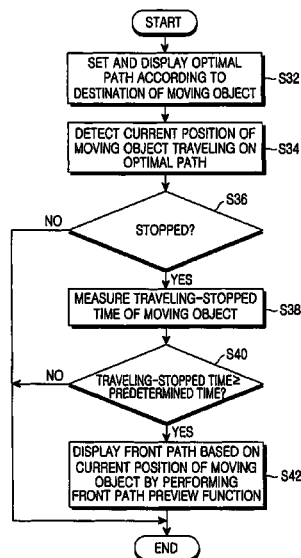 START
SET AND DISPLAY OPTIMAL
PATH ACCORDING TO
DESTINATION OF MOVING OBJECT
S32
DETECT CURRENT POSITION OF
MOVING OBJECT TRAVELING ON
OPTIMAL PATH
S34
S36
NO
STOPPED?
YES
MEASURE TRAVELING-STOPPED
TIME OF MOVING OBJECT
S38
S40
NO
TRAVELING-STOPPED TIME≥
PREDETERMINED TIME?
YES
DISPLAY FRONT PATH BASED ON
CURRENT POSITION OF MOVING
OBJECT BY PERFORMING
FRONT PATH PREVIEW FUNCTION
S42
END